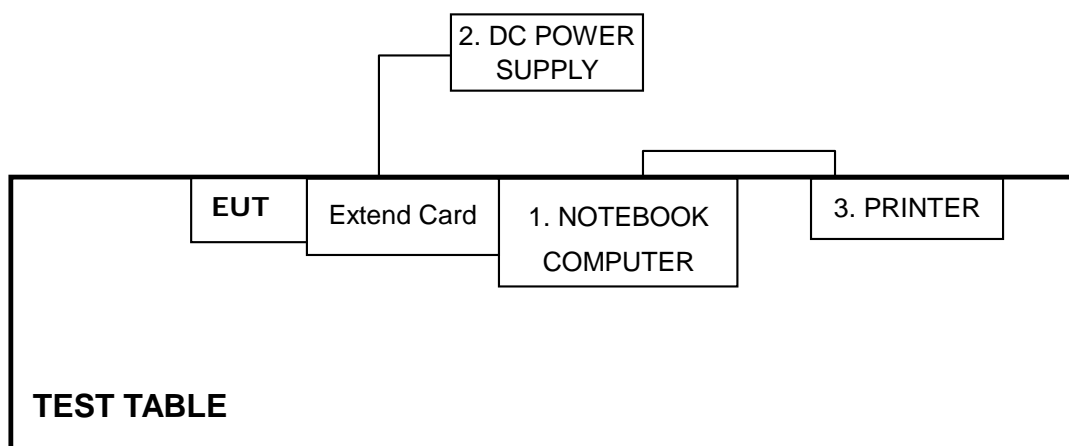 2. DC POWER
SUPPLY
EUT
Extend Card
1. NOTEBOOK
COMPUTER
3. PRINTER
TEST TABLE